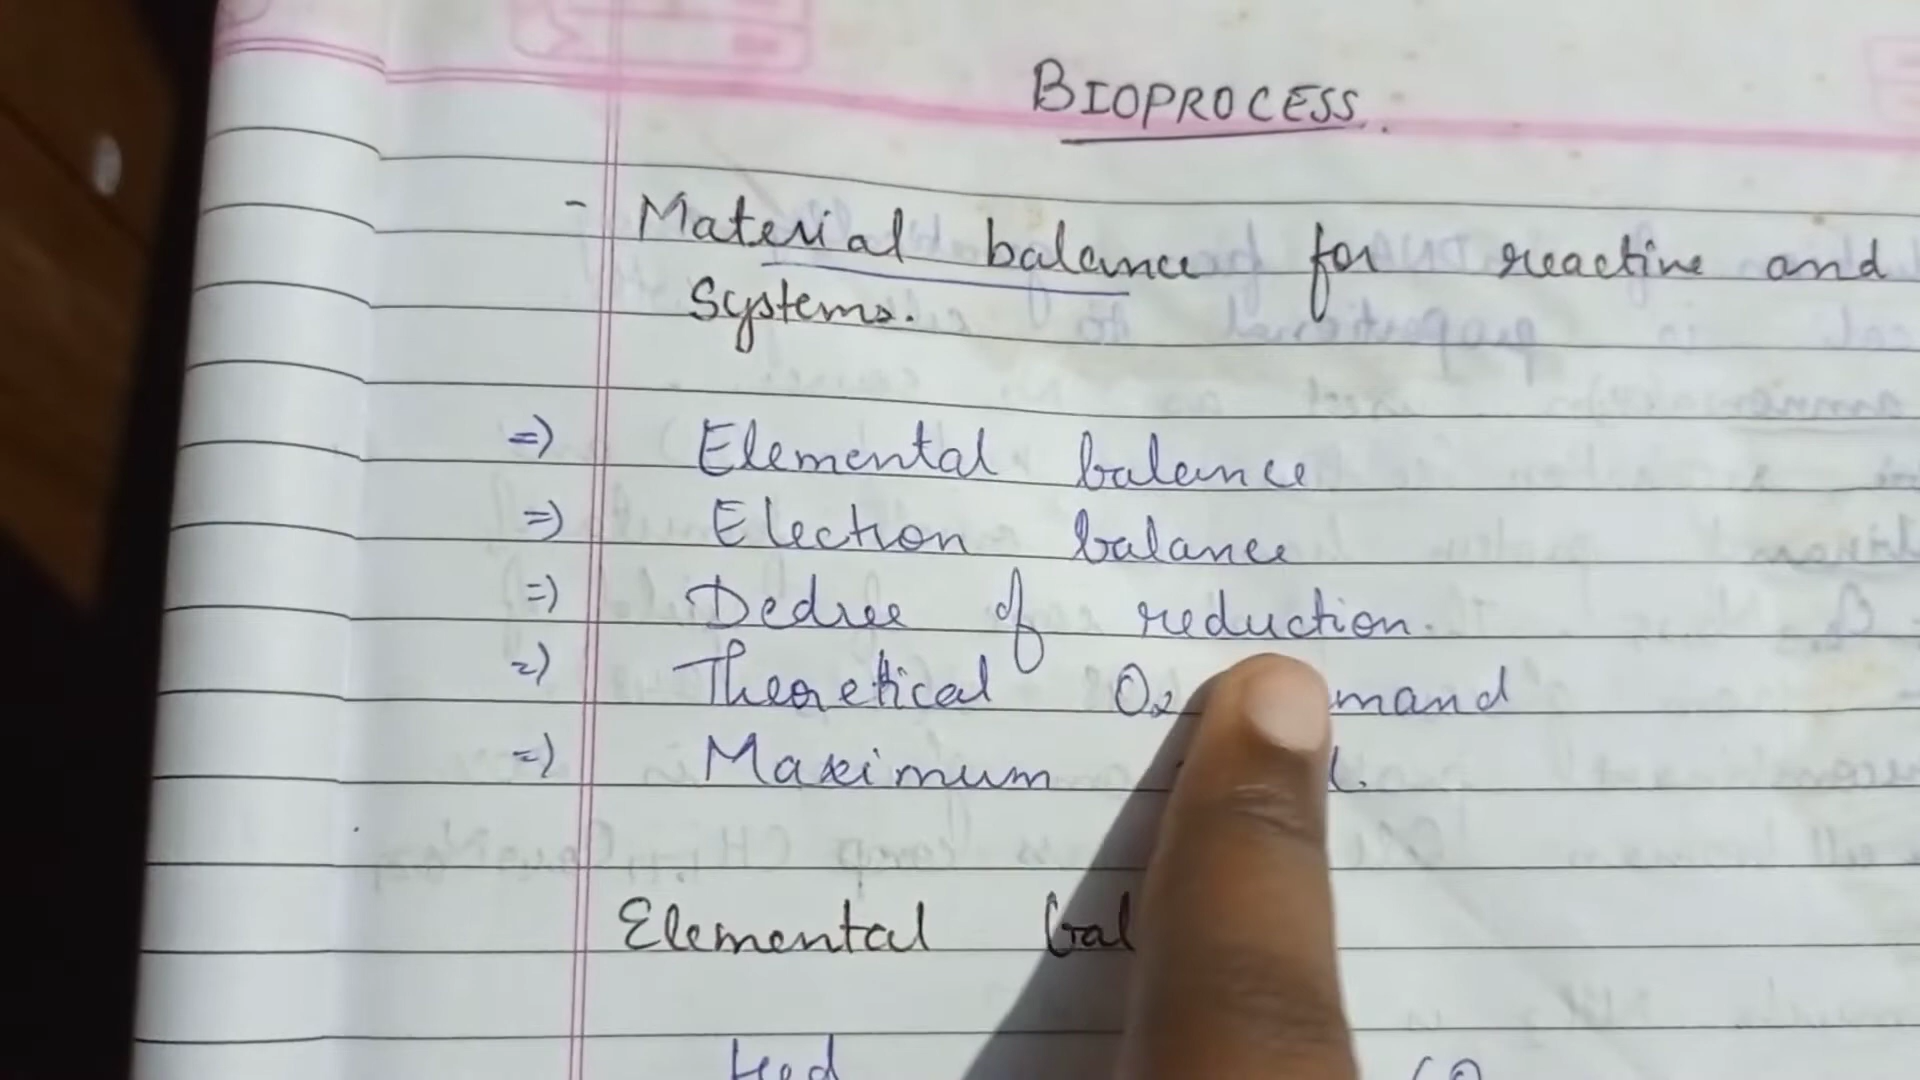 BIOPROCESS.
- Material balance for reactive and
Systems.
=) Elemental balance
=) Electron balance
=) Dedree of reduction.
=) Theoretical O2 mand
=) Maximum
Elemental bal